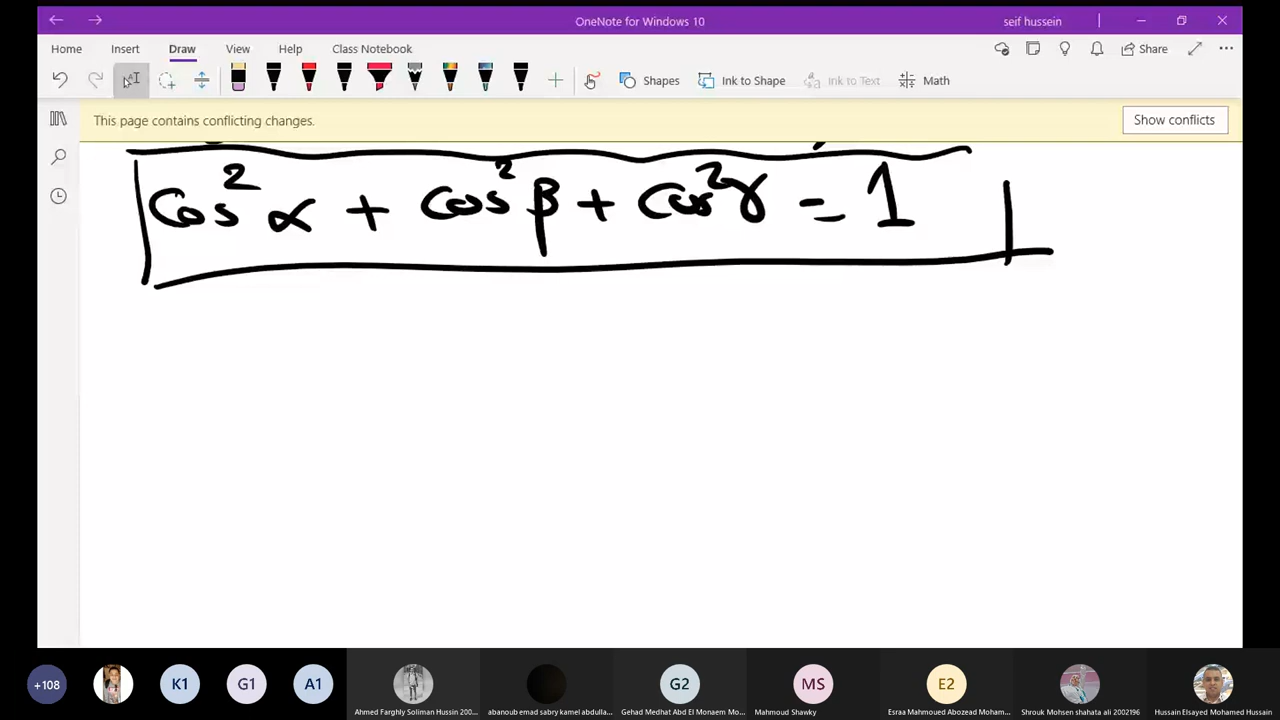 OneNote for Windows 10
seif hussein
Home Insert Draw View Help Class Notebook
Share
Shapes Ink to Shape Ink to Text Math
This page contains conflicting changes.
Show conflicts
cos² α + cos² β + cos² γ = 1
+108 K1 G1 A1 G2 MS E2
Ahmed Farghly Soliman Hussin 200...
abanoub emad sabry kamel abdulla...
Gehad Medhat Abd El Monaem Mo...
Mahmoud Shawky
Esraa Mahmoued Abozead Moham...
Shrouk Mohsen shahata ali 2002196
Hussain Elsayed Mohamed Hussain